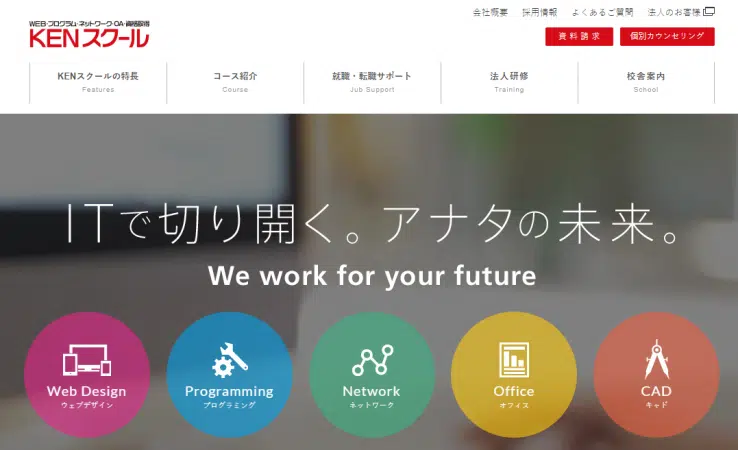 会社概要 採用情報 よくあるご質問 法人のお客様
WEB・プログラム・ネットワーク・OA・資格取得
KENスクール
資料請求 個別カウンセリング
KENスクールの特長 コース紹介 就職・転職サポート 法人研修 校舎案内
Features Course Jub Support Training School
ITで切り開く。アナタの未来。
We work for your future
Web Design Programming Network Office CAD
ウェブデザイン プログラミング ネットワーク オフィス キャド